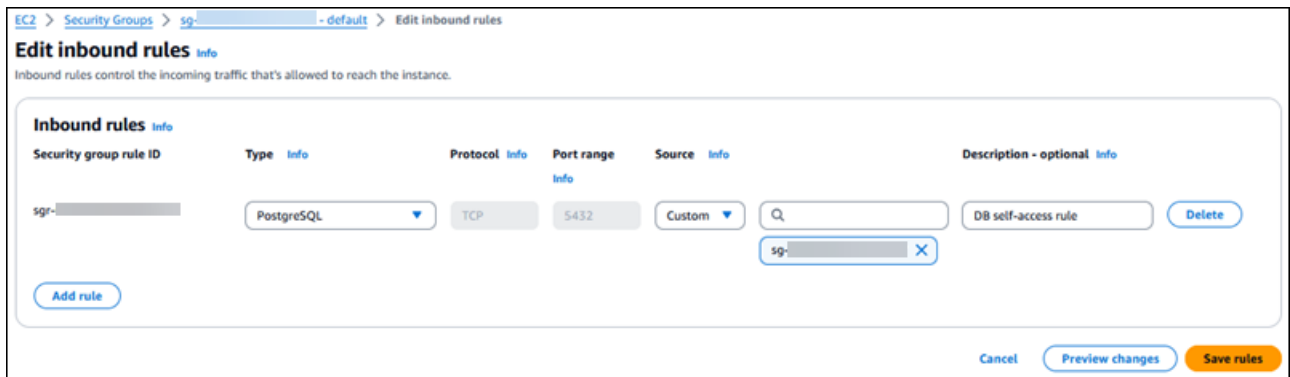 EC2 > Security Groups > sg- - default > Edit inbound rules
Edit inbound rules Info
Inbound rules control the incoming traffic that's allowed to reach the instance.
Inbound rules Info
Security group rule ID Type Info Protocol Info Port range Info Source Info Description - optional Info
sgr- PostgreSQL TCP 5432 Custom DB self-access rule Delete
sg-
Add rule
Cancel Preview changes Save rules